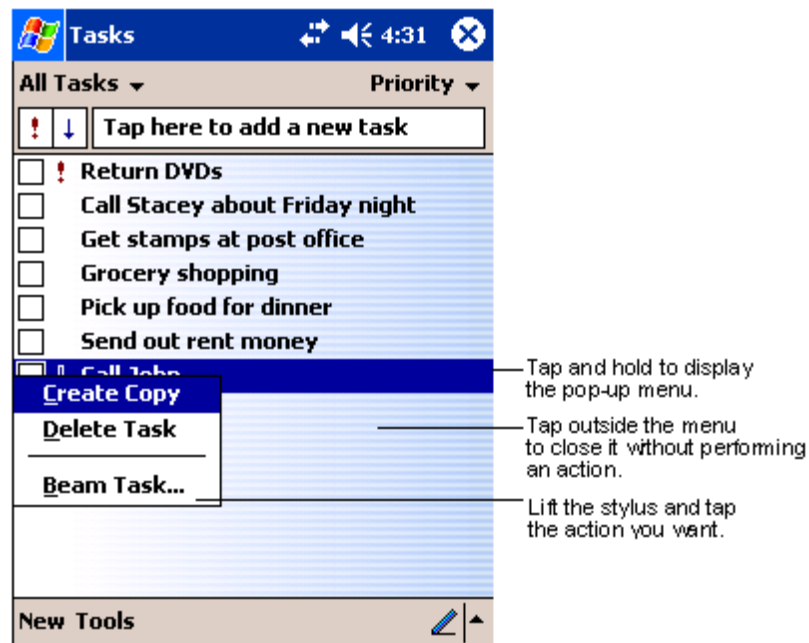 Tasks 4:31
All Tasks Priority
! ↓ Tap here to add a new task
! Return DVDs
Call Stacey about Friday night
Get stamps at post office
Grocery shopping
Pick up food for dinner
Send out rent money
Call John
Create Copy
Delete Task
Beam Task...
Tap and hold to display
the pop-up menu.
Tap outside the menu
to close it without performing
an action.
Lift the stylus and tap
the action you want.
New Tools